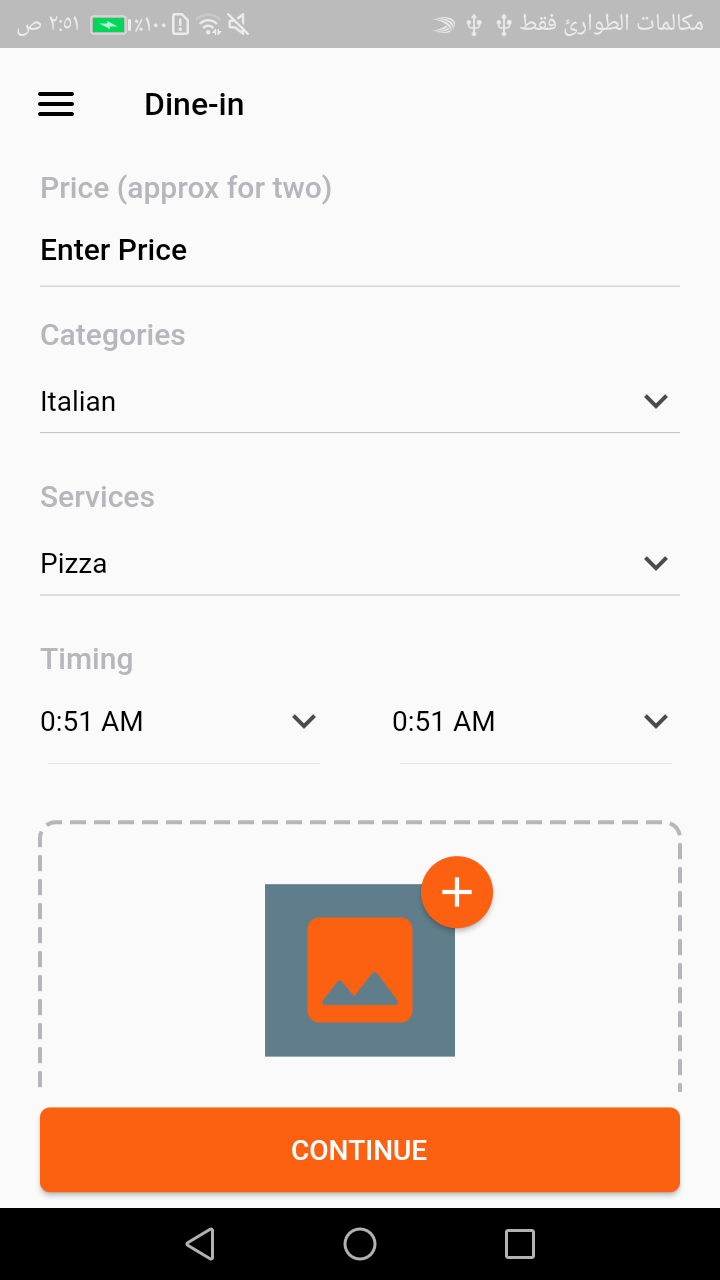 ٢:٥١ ص ٪١٠٠ مكالمات الطوارئ فقط
Dine-in
Price (approx for two)
Enter Price
Categories
Italian
Services
Pizza
Timing
0:51 AM 0:51 AM
CONTINUE